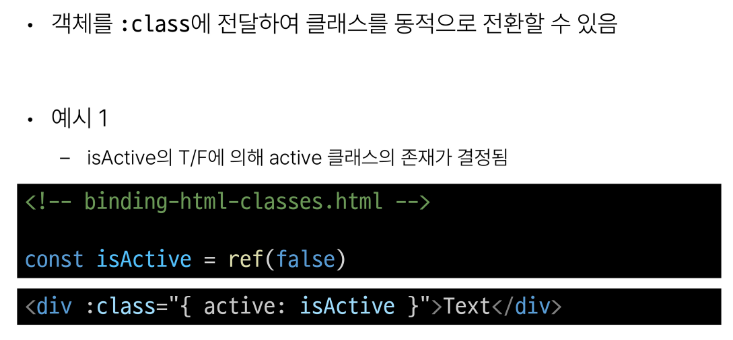 • 객체를 :class에 전달하여 클래스를 동적으로 전환할 수 있음
• 예시 1
– isActive의 T/F에 의해 active 클래스의 존재가 결정됨
<!-- binding-html-classes.html -->
const isActive = ref(false)
<div :class="{ active: isActive }">Text</div>